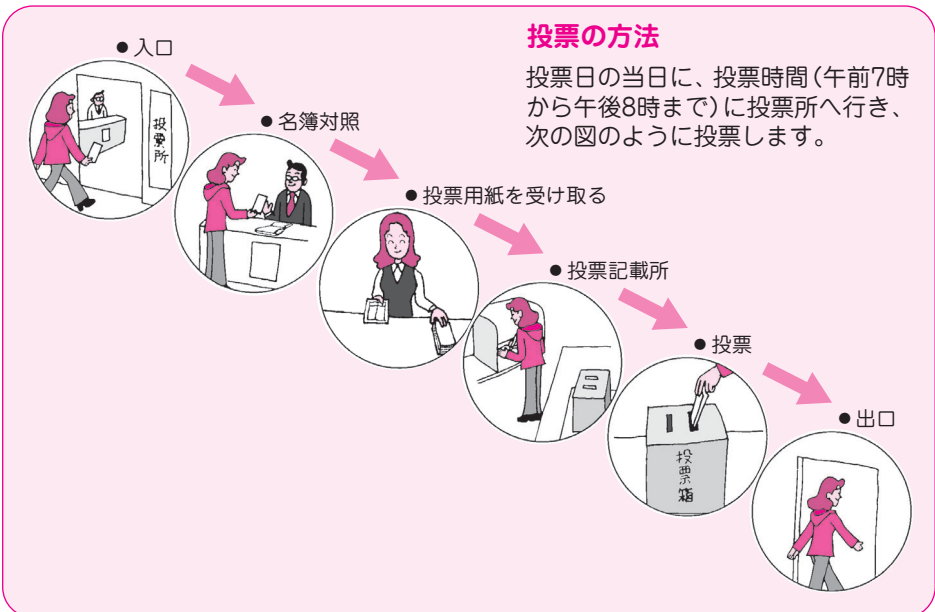 投票の方法
投票日の当日に、投票時間(午前7時
から午後8時まで)に投票所へ行き、
次の図のように投票します。
●入口
投票所
●名簿対照
●投票用紙を受け取る
●投票記載所
●投票
投票箱
●出口